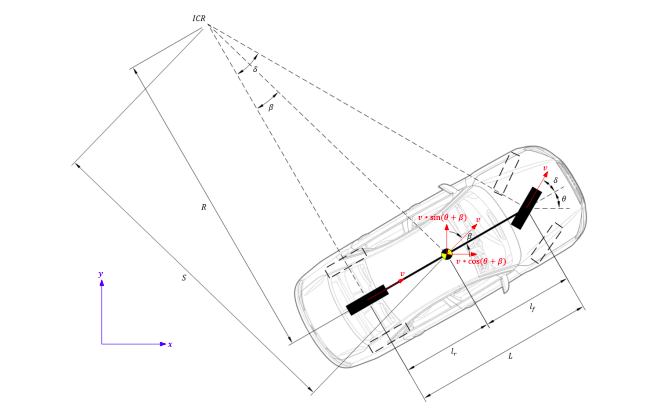 ICR
δ
β
v
δ
θ
v • sin(θ + β)
v
β
R
v • cos(θ + β)
v
y
S
x
l_f
l_r
L